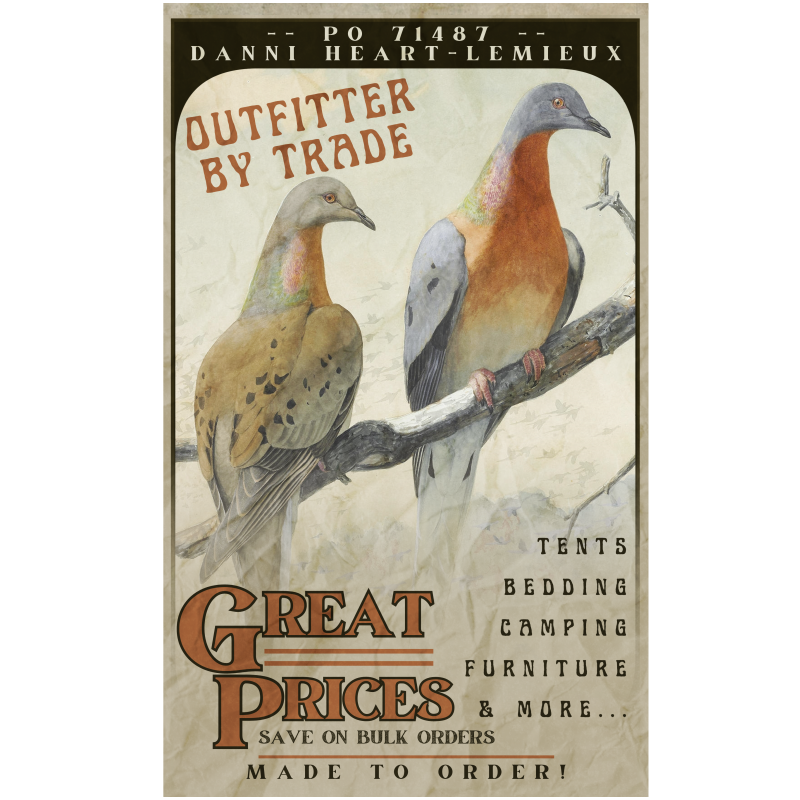 -- PO 71487 --
DANNI HEART-LEMIEUX
OUTFITTER
BY TRADE
TENTS
BEDDING
CAMPING
FURNITURE
& MORE...
GREAT
PRICES
SAVE ON BULK ORDERS
MADE TO ORDER!